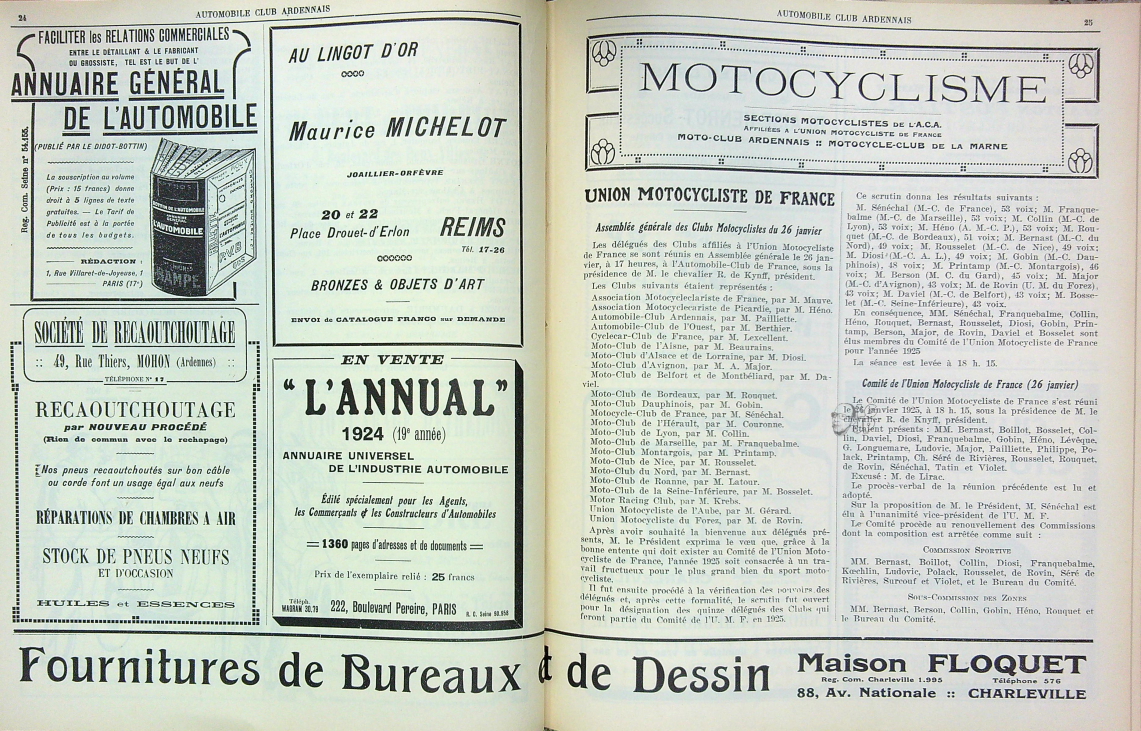 24
AUTOMOBILE CLUB ARDENNAIS
FACILITER les RELATIONS COMMERCIALES
ENTRE LE DÉTAILLANT & LE FABRICANT
OU GROSSISTE, TEL EST LE BUT DE L'
ANNUAIRE GÉNÉRAL
DE L'AUTOMOBILE
(PUBLIÉ PAR LE DIDOT-BOTTIN)
Reg. Com. Seine nº 54.155.
La souscription au volume
(Prix : 15 francs) donne
droit à 5 lignes de texte
gratuites. — Le Tarif de
Publicité est à la portée
de tous les budgets.
RÉDACTION :
1, Rue Villaret-de-Joyeuse, 1
PARIS (17e)
SOCIÉTÉ DE RECAOUTCHOUTAGE
:: 49, Rue Thiers, MOHON (Ardennes) ::
TÉLÉPHONE Nº 17
RECAOUTCHOUTAGE
par NOUVEAU PROCÉDÉ
(Rien de commun avec le rechapage)
Nos pneus recaoutchoutés sur bon câble
ou corde font un usage égal aux neufs
RÉPARATIONS DE CHAMBRES A AIR
STOCK DE PNEUS NEUFS
ET D'OCCASION
HUILES et ESSENCES
AU LINGOT D'OR
Maurice MICHELOT
JOAILLIER-ORFÈVRE
20 et 22
Place Drouet-d'Erlon
REIMS
Tél. 17-26
BRONZES & OBJETS D'ART
ENVOI de CATALOGUE FRANCO sur DEMANDE
EN VENTE
“L'ANNUAL”
1924 (19e année)
ANNUAIRE UNIVERSEL
DE L'INDUSTRIE AUTOMOBILE
Édité spécialement pour les Agents,
les Commerçants & les Constructeurs d'Automobiles
1360 pages d'adresses et de documents
Prix de l'exemplaire relié : 25 francs
Téléph.
WAGRAM 30.79
222, Boulevard Pereire, PARIS
R. C. Seine 90.958
AUTOMOBILE CLUB ARDENNAIS
25
MOTOCYCLISME
SECTIONS MOTOCYCLISTES DE L'A.C.A.
AFFILIÉES A L'UNION MOTOCYCLISTE DE FRANCE
MOTO-CLUB ARDENNAIS :: MOTOCYCLE-CLUB DE LA MARNE
UNION MOTOCYCLISTE DE FRANCE
Assemblée générale des Clubs Motocyclistes du 26 janvier
Les délégués des Clubs affiliés à l'Union Motocycliste
de France se sont réunis en Assemblée générale le 26 jan-
vier, à 17 heures, à l'Automobile-Club de France, sous la
présidence de M. le chevalier R. de Knyff, président.
Les Clubs suivants étaient représentés :
Association Motocyclecariste de France, par M. Mauve.
Association Motocyclecariste de Picardie, par M. Héno.
Automobile-Club Ardennais, par M. Pailliette.
Automobile-Club de l'Ouest, par M. Berthier.
Cyclecar-Club de France, par M. Lexcellent.
Moto-Club de l'Aisne, par M. Beaurains.
Moto-Club d'Alsace et de Lorraine, par M. Diosi.
Moto-Club d'Avignon, par M. A. Major.
Moto-Club de Belfort et de Montbéliard, par M. Da-
viel.
Moto-Club de Bordeaux, par M. Rouquet.
Moto-Club Dauphinois, par M. Gobin.
Motocycle-Club de France, par M. Sénéchal.
Moto-Club de l'Hérault, par M. Couronne.
Moto-Club de Lyon, par M. Collin.
Moto-Club de Marseille, par M. Franquebalme.
Moto-Club Montargois, par M. Printamp.
Moto-Club de Nice, par M. Rousselet.
Moto-Club du Nord, par M. Bernast.
Moto-Club de Roanne, par M. Latour.
Moto-Club de la Seine-Inférieure, par M. Bosselet.
Motor Racing Club, par M. Krebs.
Union Motocycliste de l'Aube, par M. Gérard.
Union Motocycliste du Forez, par M. de Rovin.
Après avoir souhaité la bienvenue aux délégués pré-
sents, M. le Président exprima le vœu que, grâce à la
bonne entente qui doit exister au Comité de l'Union Moto-
cycliste de France, l'année 1925 soit consacrée à un tra-
vail fructueux pour le plus grand bien du sport moto-
cycliste.
Il fut ensuite procédé à la vérification des pouvoirs des
délégués et, après cette formalité, le scrutin fut ouvert
pour la désignation des quinze délégués des Clubs qui
feront partie du Comité de l'U. M. F. en 1925.
Ce scrutin donna les résultats suivants :
M. Sénéchal (M.-C. de France), 53 voix; M. Franque-
balme (M.-C. de Marseille), 53 voix; M. Collin (M.-C. de
Lyon), 53 voix; M. Héno (A. M.-C. P.), 53 voix; M. Rou-
quet (M.-C. de Bordeaux), 51 voix; M. Bernast (M.-C. du
Nord), 49 voix; M. Rousselet (M.-C. de Nice), 49 voix;
M. Diosi (M.-C. A. L.), 49 voix; M. Gobin (M.-C. Dau-
phinois), 48 voix; M. Printamp (M.-C. Montargois), 46
voix; M. Berson (M. C. du Gard), 45 voix; M. Major
(M.-C. d'Avignon), 43 voix; M. de Rovin (U. M. du Forez),
43 voix; M. Daviel (M.-C. de Belfort), 43 voix; M. Bosse-
let (M.-C. Seine-Inférieure), 43 voix.
En conséquence, MM. Sénéchal, Franquebalme, Collin,
Héno, Rouquet, Bernast, Rousselet, Diosi, Gobin, Prin-
tamp, Berson, Major, de Rovin, Daviel et Bosselet sont
élus membres du Comité de l'Union Motocycliste de France
pour l'année 1925
La séance est levée à 18 h. 15.
Comité de l'Union Motocycliste de France (26 janvier)
Le Comité de l'Union Motocycliste de France s'est réuni
le 26 janvier 1925, à 18 h. 15, sous la présidence de M. le
chevalier R. de Knyff, président.
Étaient présents : MM. Bernast, Boillot, Bosselet, Col-
lin, Daviel, Diosi, Franquebalme, Gobin, Héno, Lévêque,
G. Longuemare, Ludovic, Major, Pailliette, Philippe, Po-
lack, Printamp, Ch. Séré de Rivières, Rousselet, Rouquet,
de Rovin, Sénéchal, Tatin et Violet.
Excusé : M. de Lirac.
Le procès-verbal de la réunion précédente est lu et
adopté.
Sur la proposition de M. le Président, M. Sénéchal est
élu à l'unanimité vice-président de l'U. M. F.
Le Comité procède au renouvellement des Commissions
dont la composition est arrêtée comme suit :
COMMISSION SPORTIVE
MM. Bernast, Boillot, Collin, Diosi, Franquebalme,
Kœchlin, Ludovic, Polack, Rousselet, de Rovin, Séré de
Rivières, Surcouf et Violet, et le Bureau du Comité.
SOUS-COMMISSION DES ZONES
MM. Bernast, Berson, Collin, Gobin, Héno, Rouquet et
le Bureau du Comité.
Fournitures de Bureaux et de Dessin
Maison FLOQUET
Reg. Com. Charleville 1.995
Téléphone 576
88, Av. Nationale :: CHARLEVILLE